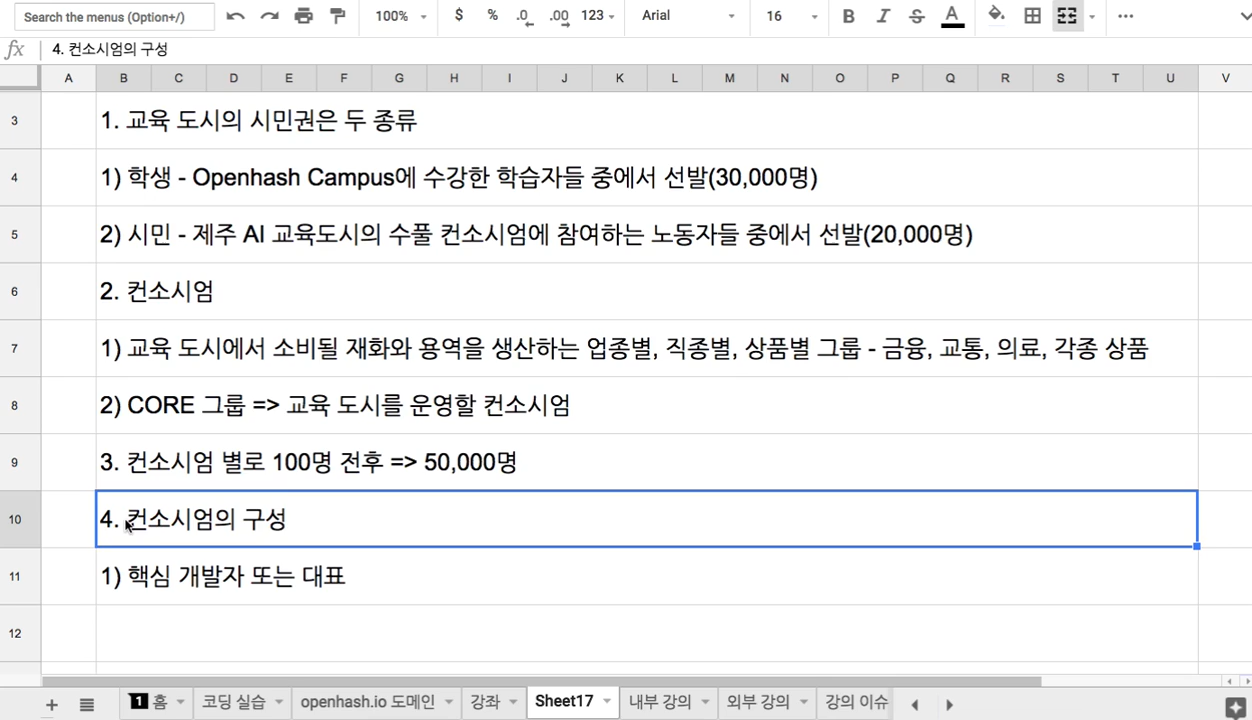 Search the menus (Option+/)
100%
$
%
.0
.00
123
Arial
16
B
I
S
A
fx
4. 컨소시엄의 구성
A B C D E F G H I J K L M N O P Q R S T U V
3
1. 교육 도시의 시민권은 두 종류
4
1) 학생 - Openhash Campus에 수강한 학습자들 중에서 선발(30,000명)
5
2) 시민 - 제주 AI 교육도시의 수풀 컨소시엄에 참여하는 노동자들 중에서 선발(20,000명)
6
2. 컨소시엄
7
1) 교육 도시에서 소비될 재화와 용역을 생산하는 업종별, 직종별, 상품별 그룹 - 금융, 교통, 의료, 각종 상품
8
2) CORE 그룹 => 교육 도시를 운영할 컨소시엄
9
3. 컨소시엄 별로 100명 전후 => 50,000명
10
4. 컨소시엄의 구성
11
1) 핵심 개발자 또는 대표
12
1 홈
코딩 실습
openhash.io 도메인
강좌
Sheet17
내부 강의
외부 강의
강의 이슈